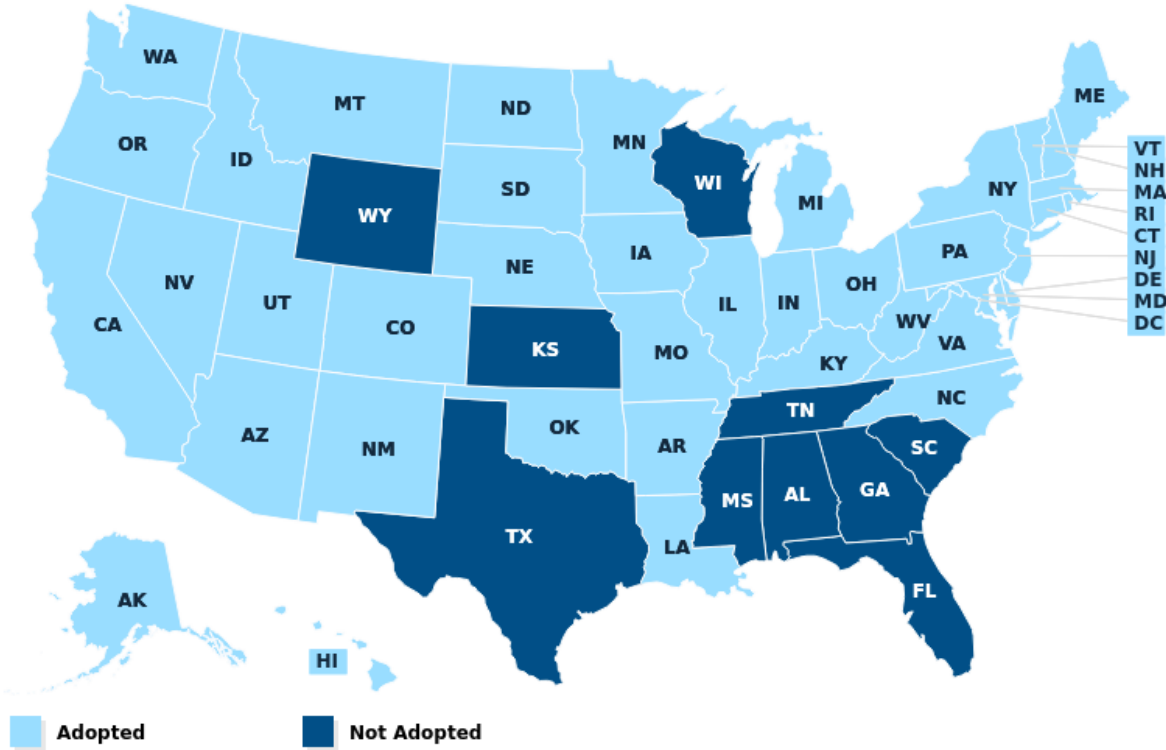 WA
MT
ND
MN
ME
OR
ID
SD
WI
MI
NY
VT
NH
MA
RI
CT
NJ
DE
MD
DC
WY
NE
IA
PA
NV
UT
CO
IL
IN
OH
CA
KS
MO
WV
VA
KY
AZ
NM
OK
AR
TN
NC
SC
TX
LA
MS
AL
GA
FL
AK
HI
Adopted
Not Adopted